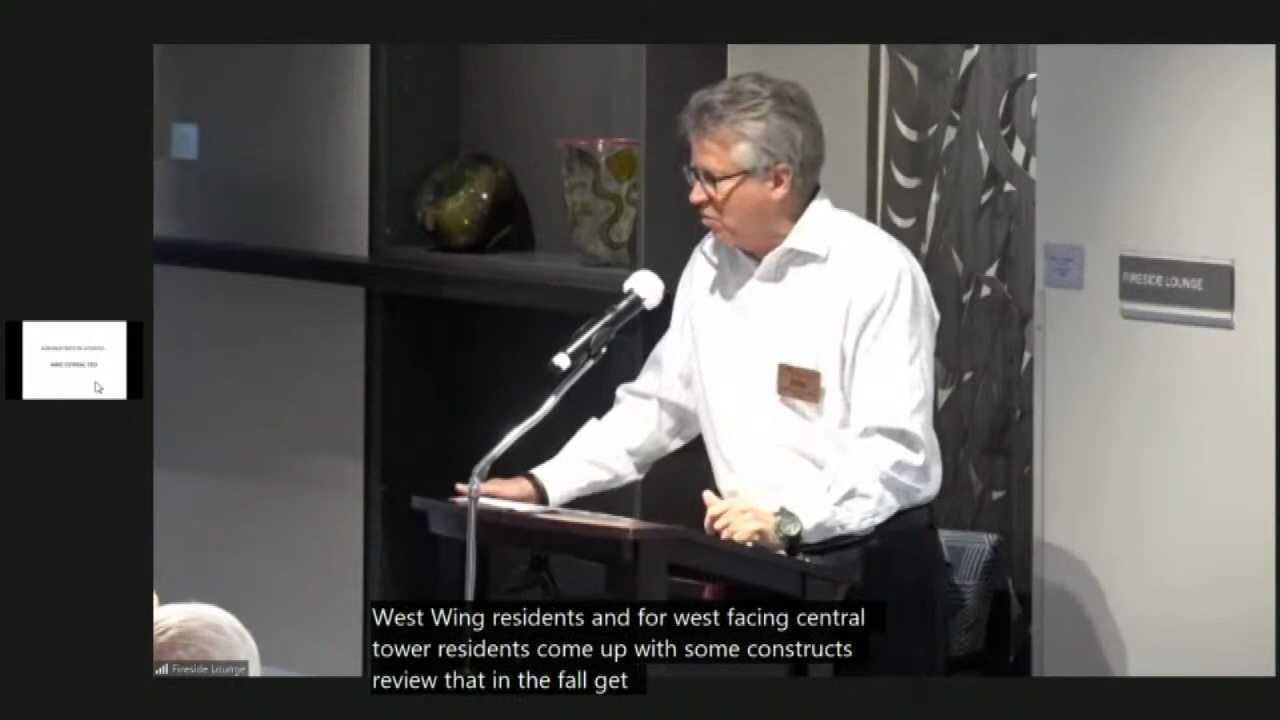 FIRESIDE LOUNGE
West Wing residents and for west facing central
tower residents come up with some constructs
review that in the fall get
Fireside Lounge